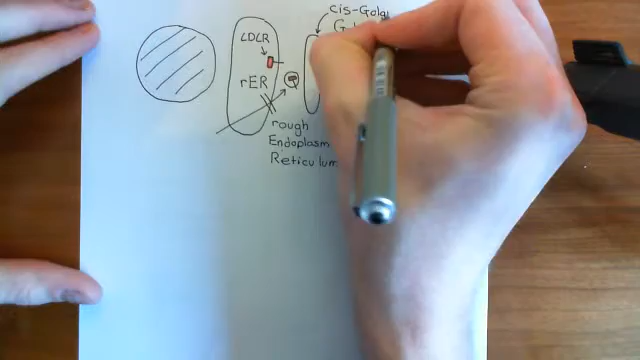 cis-Golgi
LDLR
rER
rough
Endoplasm
Reticulum